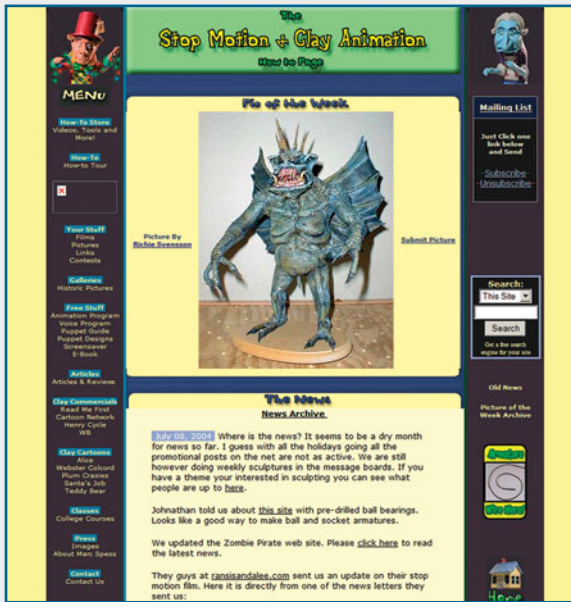 The
Stop Motion + Clay Animation
How to Page
MENU
How-To Store
Videos, Tools and
More!
How-To
How-to Tour
Your Stuff
Films
Pictures
Links
Contests
Galleries
Historic Pictures
Free Stuff
Animation Program
Voice Program
Puppet Guide
Puppet Designs
Screensaver
E-Book
Articles
Articles & Reviews
Clay Commercials
Read Me First
Cartoon Network
Henry Cycle
WB
Clay Cartoons
Alice
Webster Colcord
Plum Crazies
Santa's Job
Teddy Bear
Classes
College Courses
Press
Images
About Marc Spess
Contact
Contact Us
Pic of the Week
Picture By
Richie Svensson
Submit Picture
The News
News Archive
July 08, 2004 Where is the news? It seems to be a dry month
for news so far. I guess with all the holidays going all the
promotional posts on the net are not as active. We are still
however doing weekly sculptures in the message boards. If you
have a theme your interested in sculpting you can see what
people are up to here.
Johnathan told us about this site with pre-drilled ball bearings.
Looks like a good way to make ball and socket armatures.
We updated the Zombie Pirate web site. Please click here to read
the latest news.
They guys at ransisandalee.com sent us an update on their stop
motion film. Here it is directly from one of the news letters they
sent us:
Mailing List
Just Click one
link below
and Send
-Subscribe-
-Unsubscribe-
Search:
This Site
Search
Get a free search
engine for your site
Old News
Picture of the
Week Archive
Armature
Home